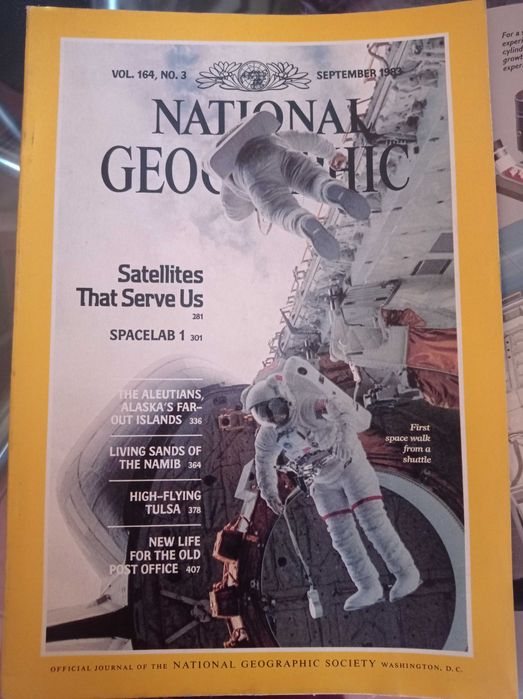 VOL. 164, NO. 3
SEPTEMBER 1983
NATIONAL
GEOGRAPHIC
Satellites
That Serve Us
281
SPACELAB 1 301
THE ALEUTIANS,
ALASKA'S FAR–
OUT ISLANDS 336
LIVING SANDS OF
THE NAMIB 364
HIGH–FLYING
TULSA 378
NEW LIFE
FOR THE OLD
POST OFFICE 407
First
space walk
from a
shuttle
OFFICIAL JOURNAL OF THE NATIONAL GEOGRAPHIC SOCIETY WASHINGTON, D.C.
For a